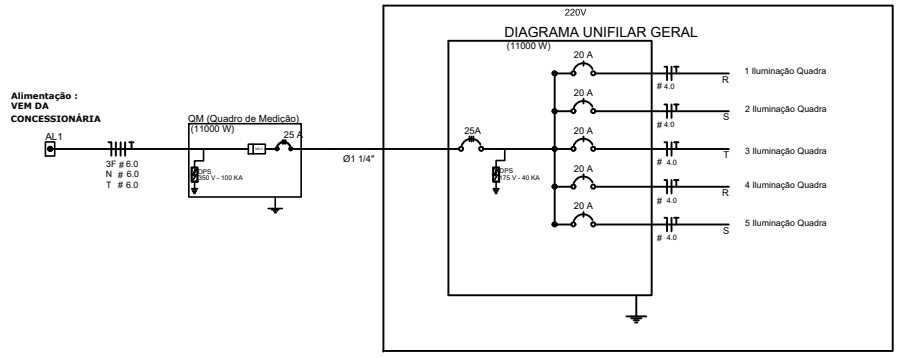 220V
DIAGRAMA UNIFILAR GERAL
(11000 W)
Alimentação :
VEM DA
CONCESSIONÁRIA
AL1
3F # 6.0
N # 6.0
T # 6.0
QM (Quadro de Medição)
(11000 W)
25 A
DPS
350 V - 100 KA
Ø1 1/4"
25A
DPS
175 V - 40 KA
20 A
# 4.0
R
1 Iluminação Quadra
20 A
# 4.0
S
2 Iluminação Quadra
20 A
# 4.0
T
3 Iluminação Quadra
20 A
# 4.0
R
4 Iluminação Quadra
20 A
# 4.0
S
5 Iluminação Quadra